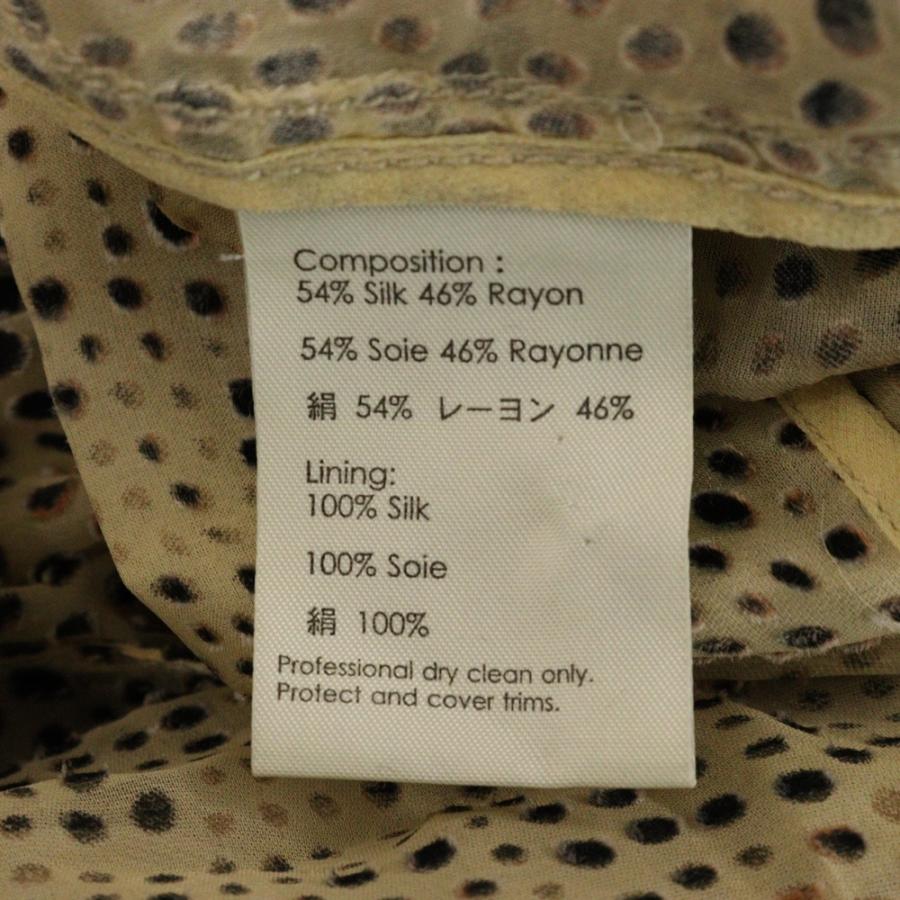 Composition :
54% Silk 46% Rayon
54% Soie 46% Rayonne
絹 54% レーヨン 46%
Lining:
100% Silk
100% Soie
絹 100%
Professional dry clean only.
Protect and cover trims.